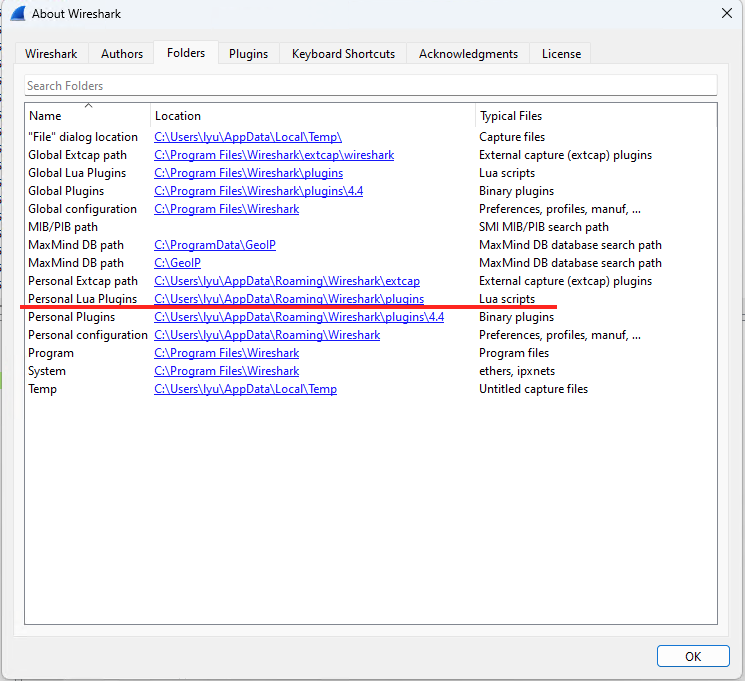 About Wireshark
Wireshark Authors Folders Plugins Keyboard Shortcuts Acknowledgments License
Search Folders
Name Location Typical Files
"File" dialog location C:\Users\lyu\AppData\Local\Temp\ Capture files
Global Extcap path C:\Program Files\Wireshark\extcap\wireshark External capture (extcap) plugins
Global Lua Plugins C:\Program Files\Wireshark\plugins Lua scripts
Global Plugins C:\Program Files\Wireshark\plugins\4.4 Binary plugins
Global configuration C:\Program Files\Wireshark Preferences, profiles, manuf, ...
MIB/PIB path SMI MIB/PIB search path
MaxMind DB path C:\ProgramData\GeoIP MaxMind DB database search path
MaxMind DB path C:\GeoIP MaxMind DB database search path
Personal Extcap path C:\Users\lyu\AppData\Roaming\Wireshark\extcap External capture (extcap) plugins
Personal Lua Plugins C:\Users\lyu\AppData\Roaming\Wireshark\plugins Lua scripts
Personal Plugins C:\Users\lyu\AppData\Roaming\Wireshark\plugins\4.4 Binary plugins
Personal configuration C:\Users\lyu\AppData\Roaming\Wireshark Preferences, profiles, manuf, ...
Program C:\Program Files\Wireshark Program files
System C:\Program Files\Wireshark ethers, ipxnets
Temp C:\Users\lyu\AppData\Local\Temp Untitled capture files
OK